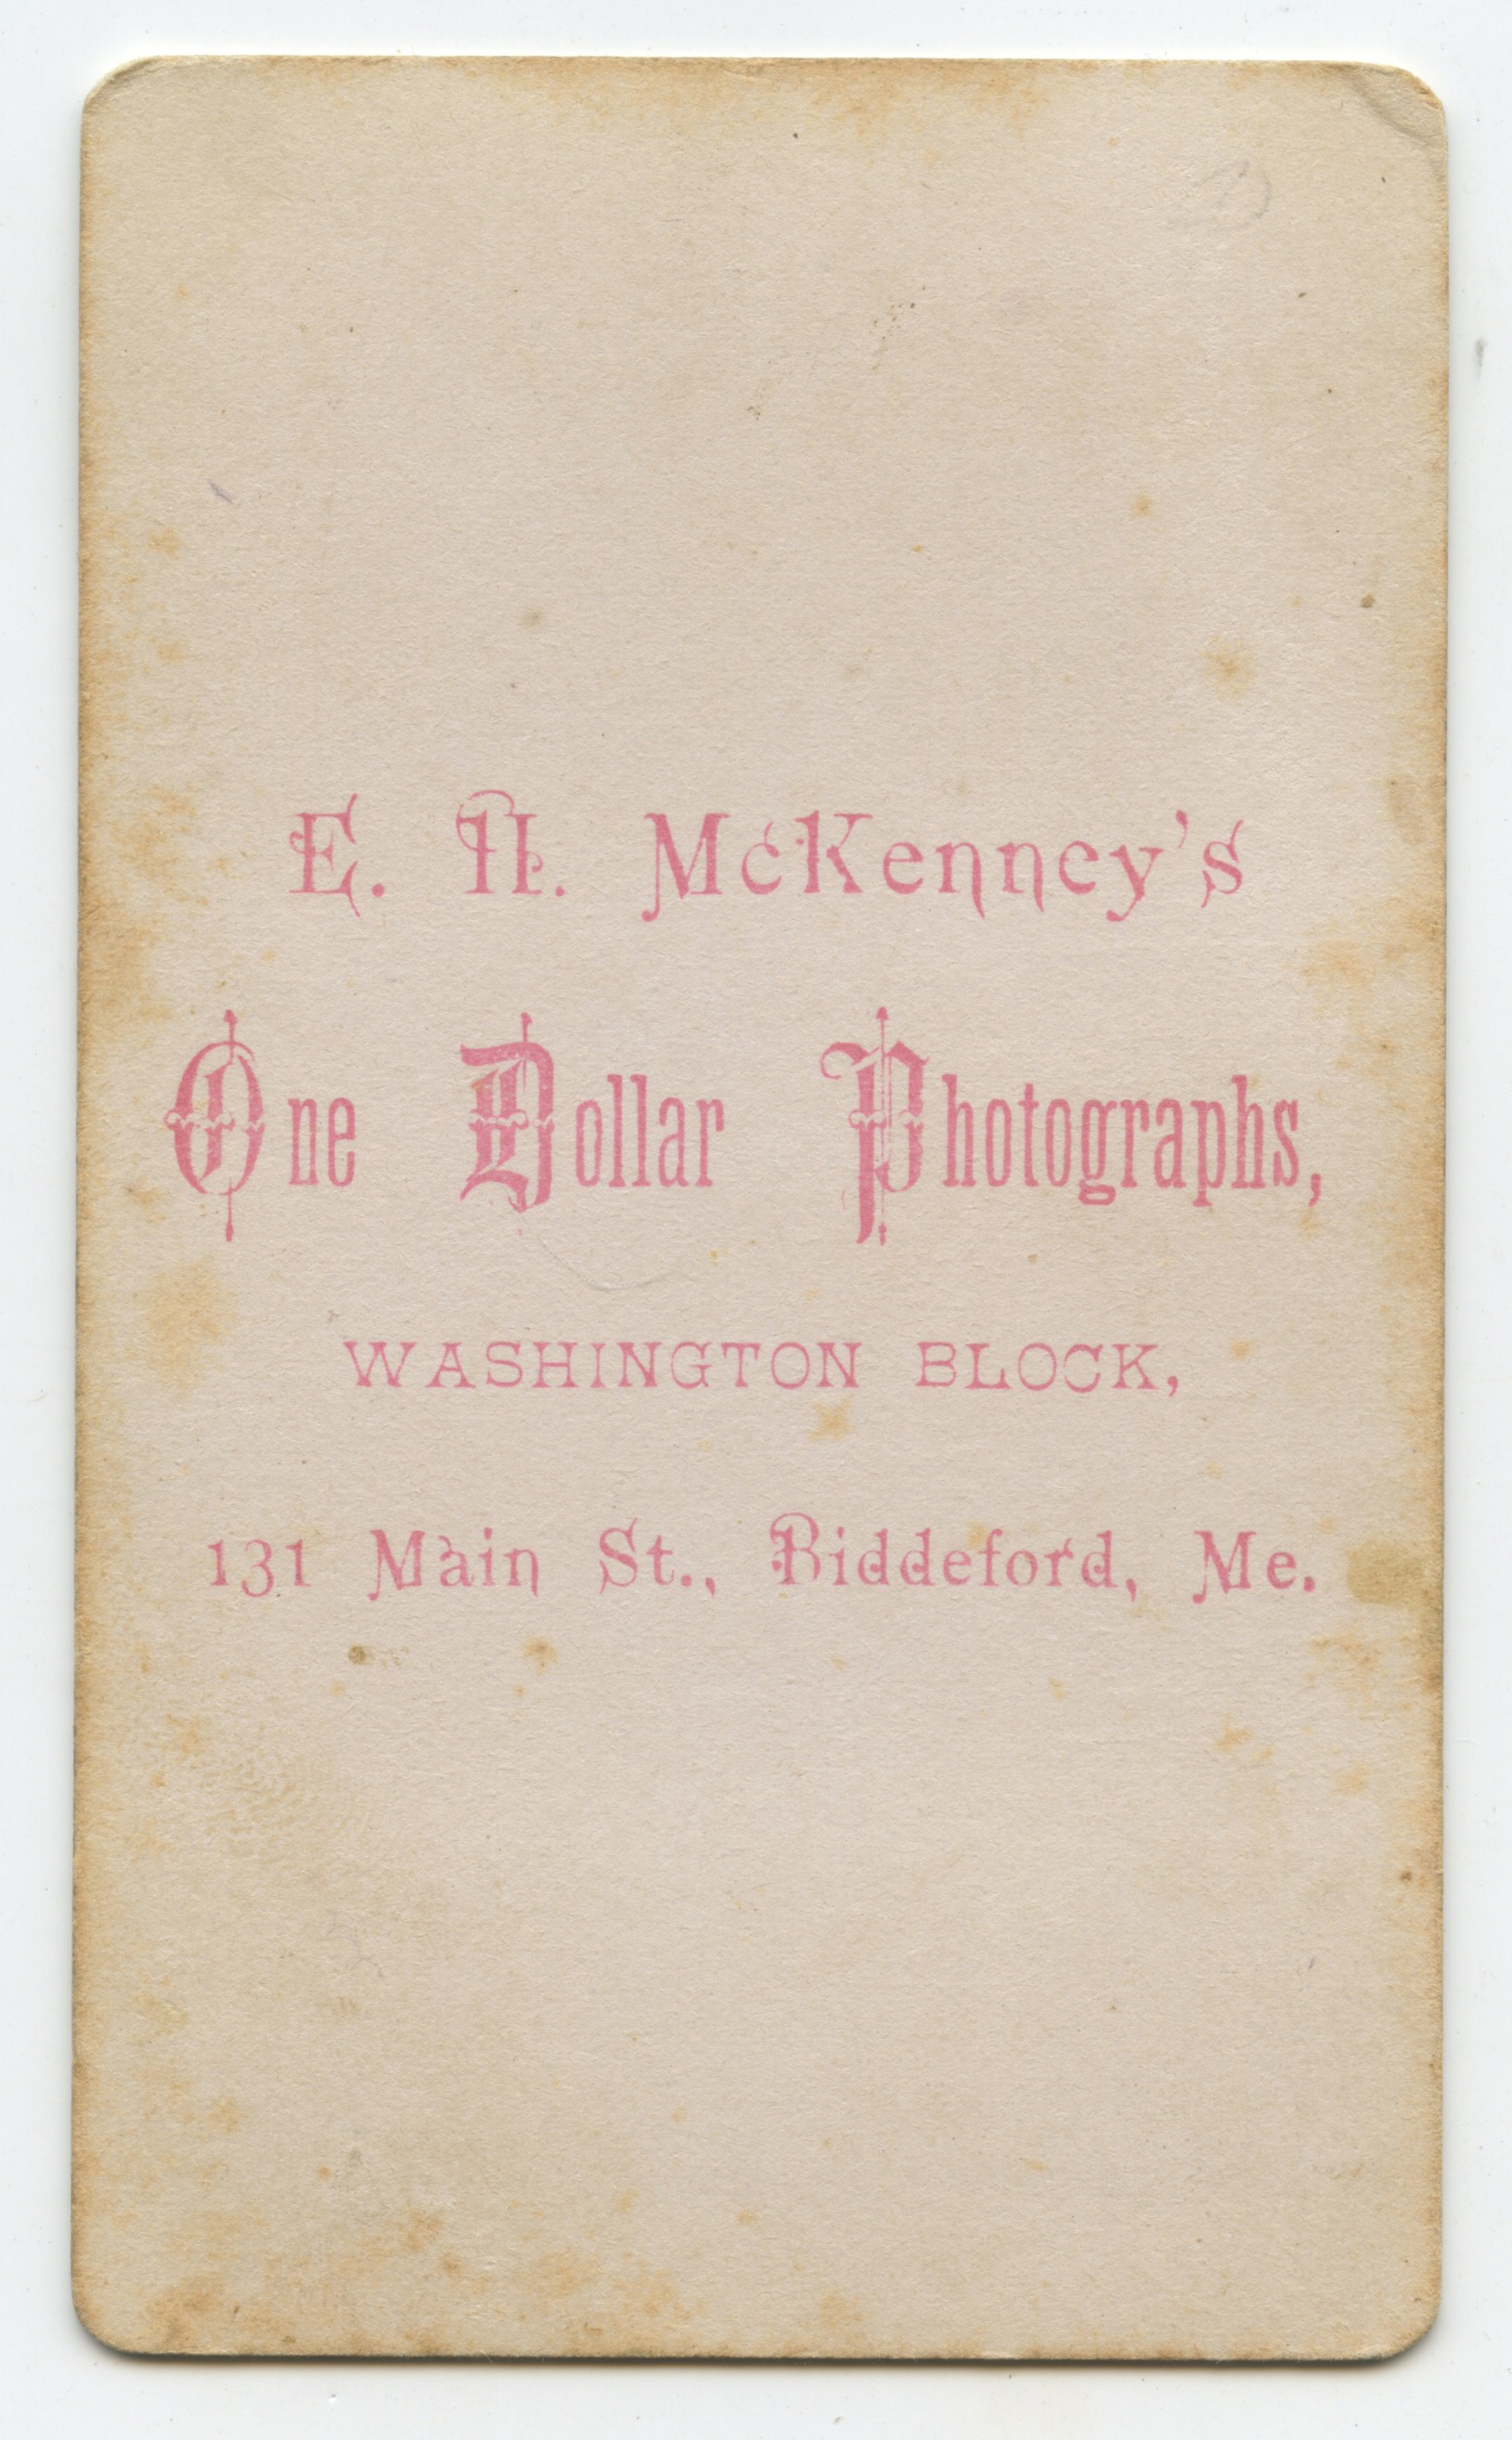 E. H. McKenney's
One Dollar Photographs,
WASHINGTON BLOCK,
131 Main St., Biddeford, Me.